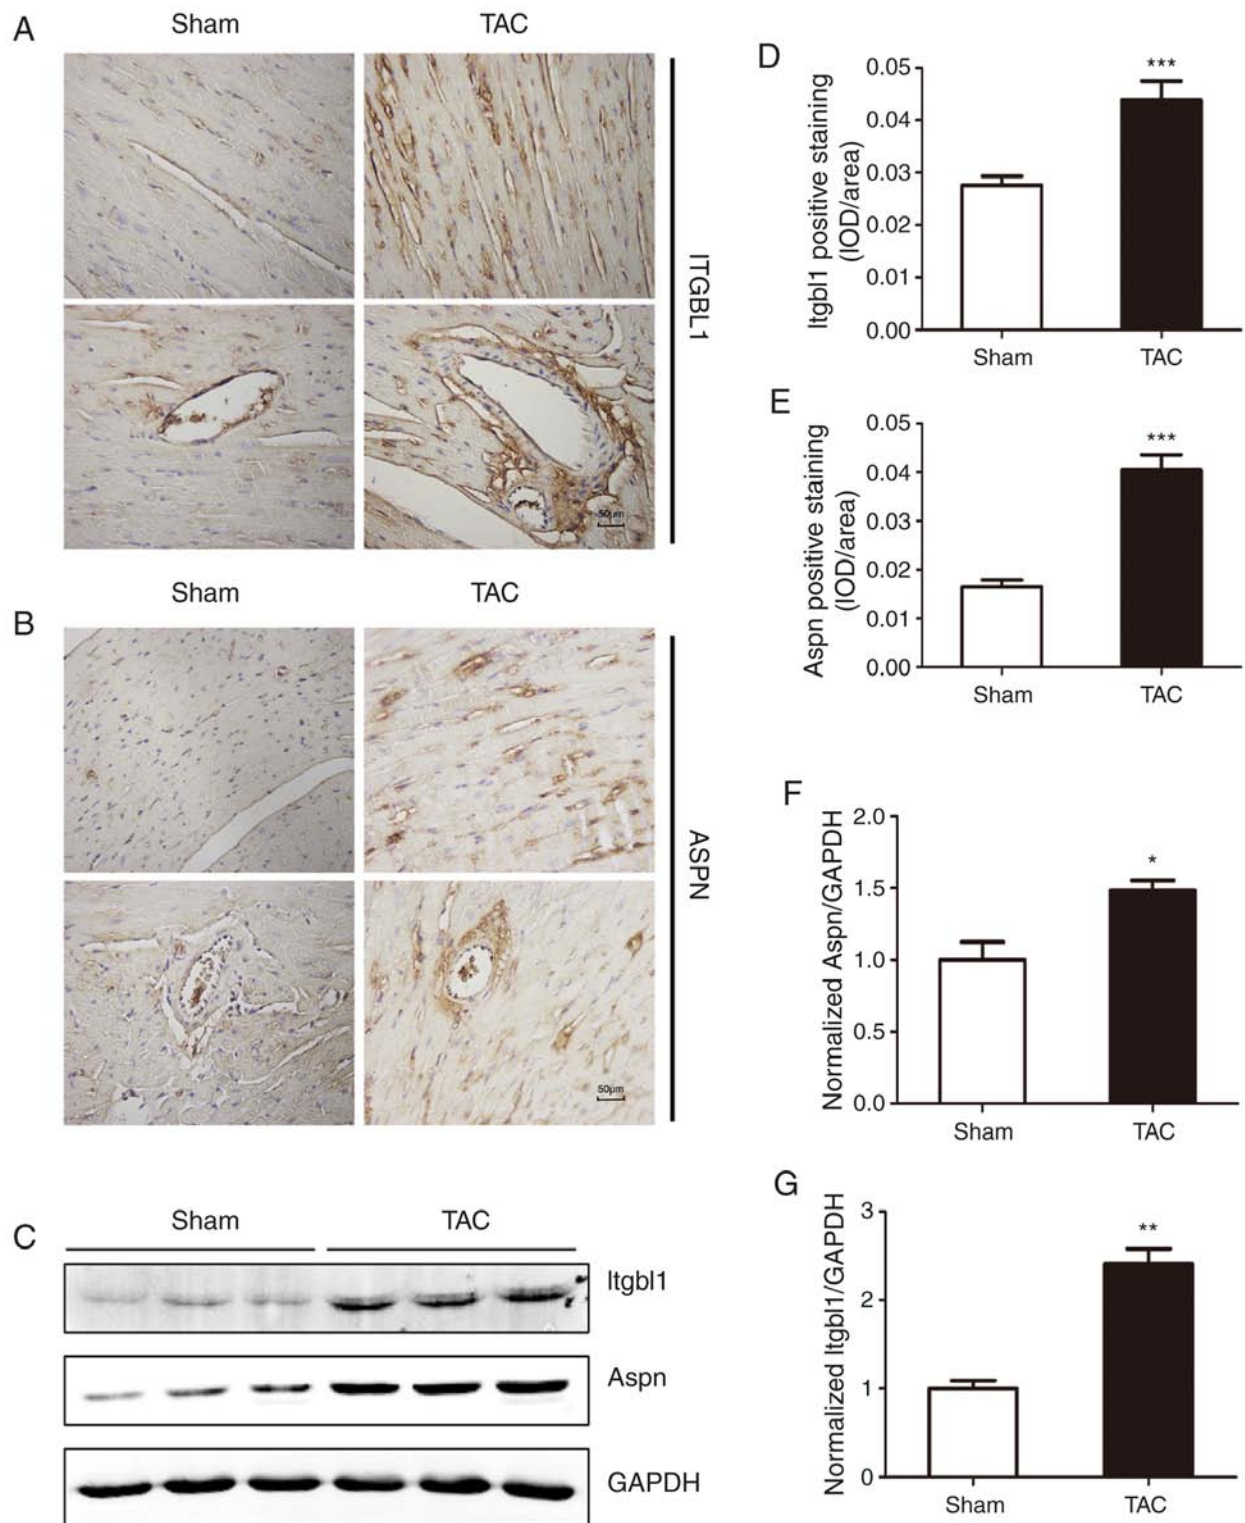 A
Sham
TAC
ITGBL1
50μm
B
Sham
TAC
ASPN
50μm
C
Sham
TAC
Itgbl1
Aspn
GAPDH
D
Itgbl1 positive staining
(IOD/area)
0.05
0.04
0.03
0.02
0.01
0.00
***
Sham
TAC
E
Aspn positive staining
(IOD/area)
0.05
0.04
0.03
0.02
0.01
0.00
***
Sham
TAC
F
Normalized Aspn/GAPDH
2.0
1.5
1.0
0.5
0.0
*
Sham
TAC
G
Normalized Itgbl1/GAPDH
3
2
1
0
**
Sham
TAC